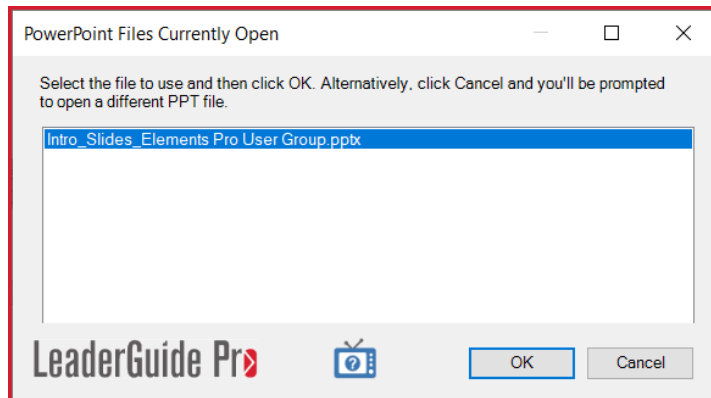 PowerPoint Files Currently Open
Select the file to use and then click OK. Alternatively, click Cancel and you'll be prompted
to open a different PPT file.
Intro_Slides_Elements Pro User Group.pptx
LeaderGuide Pro
?
OK
Cancel